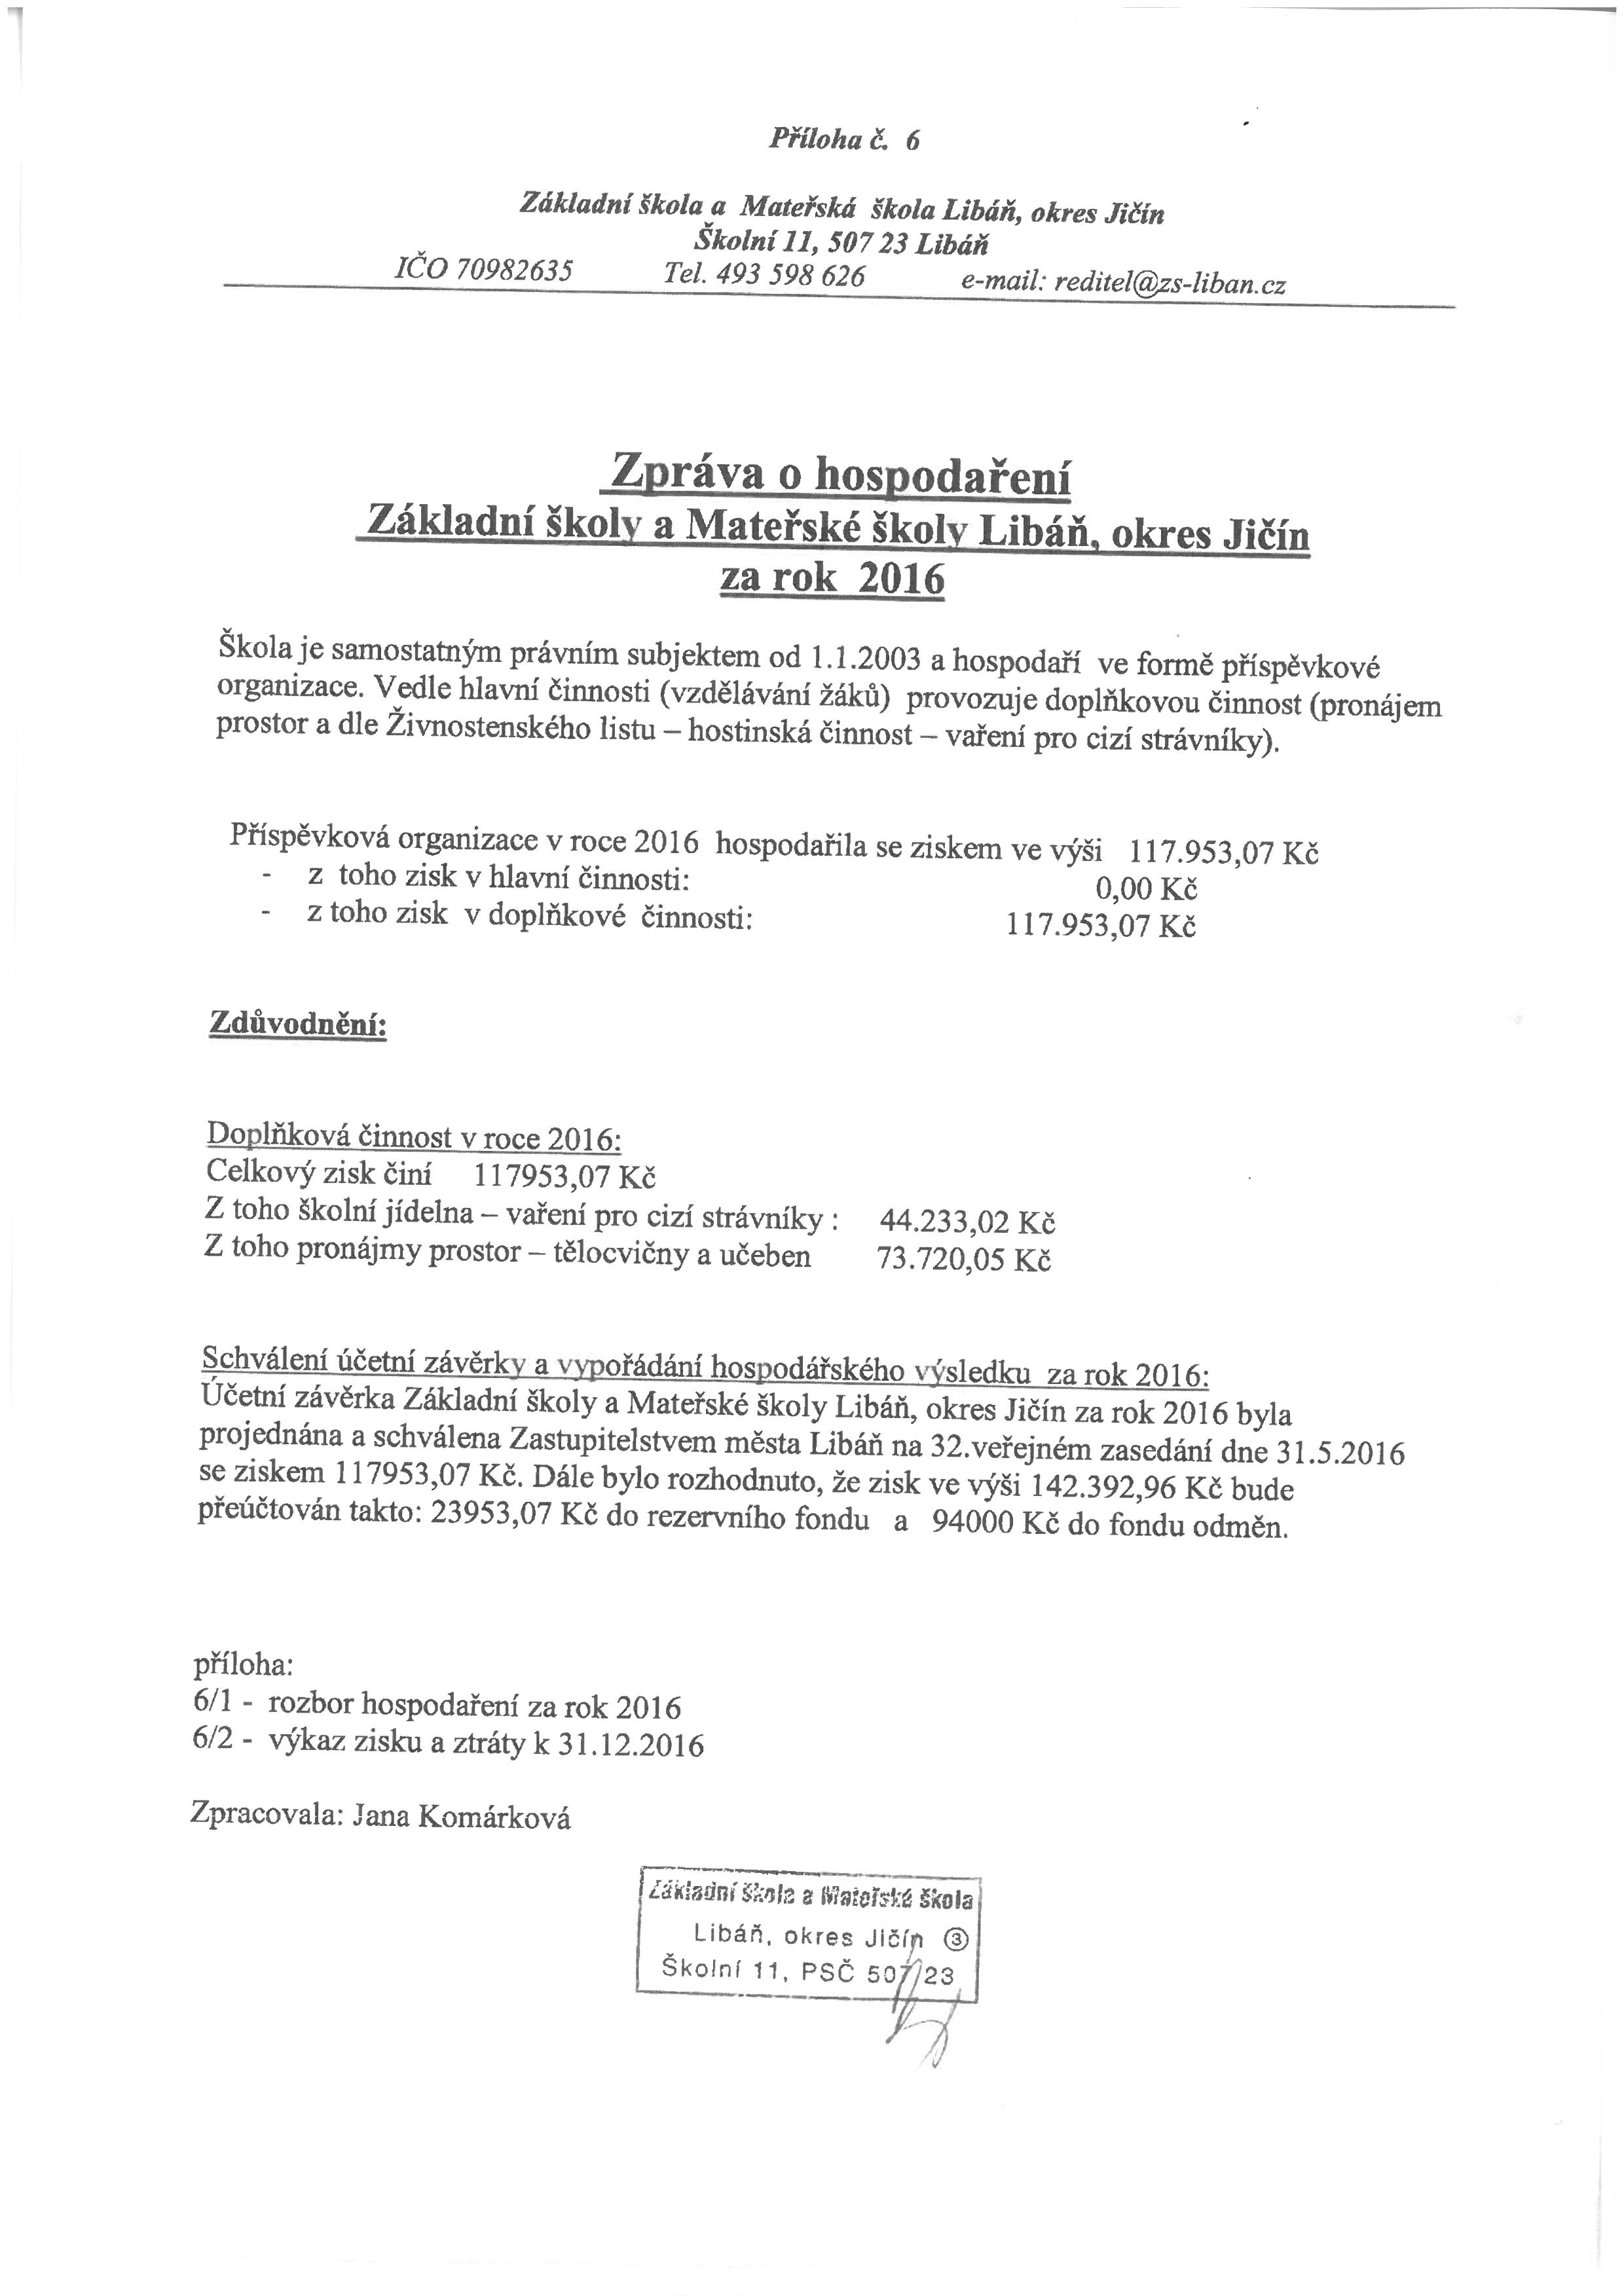 Příloha č. 6
Základní škola a Mateřská škola Libáň, okres Jičín
Školní 11, 507 23 Libáň
IČO 70982635 Tel. 493 598 626 e-mail: reditel@zs-liban.cz
Zpráva o hospodaření
Základní školy a Mateřské školy Libáň, okres Jičín
za rok 2016
Škola je samostatným právním subjektem od 1.1.2003 a hospodaří ve formě příspěvkové
organizace. Vedle hlavní činnosti (vzdělávání žáků) provozuje doplňkovou činnost (pronájem
prostor a dle Živnostenského listu – hostinská činnost – vaření pro cizí strávníky).
Příspěvková organizace v roce 2016 hospodařila se ziskem ve výši 117.953,07 Kč
- z toho zisk v hlavní činnosti: 0,00 Kč
- z toho zisk v doplňkové činnosti: 117.953,07 Kč
Zdůvodnění:
Doplňková činnost v roce 2016:
Celkový zisk činí 117953,07 Kč
Z toho školní jídelna – vaření pro cizí strávníky : 44.233,02 Kč
Z toho pronájmy prostor – tělocvičny a učeben 73.720,05 Kč
Schválení účetní závěrky a vypořádání hospodářského výsledku za rok 2016:
Účetní závěrka Základní školy a Mateřské školy Libáň, okres Jičín za rok 2016 byla
projednána a schválena Zastupitelstvem města Libáň na 32.veřejném zasedání dne 31.5.2016
se ziskem 117953,07 Kč. Dále bylo rozhodnuto, že zisk ve výši 142.392,96 Kč bude
přeúčtován takto: 23953,07 Kč do rezervního fondu a 94000 Kč do fondu odměn.
příloha:
6/1 - rozbor hospodaření za rok 2016
6/2 - výkaz zisku a ztráty k 31.12.2016
Zpracovala: Jana Komárková
Základní škola a Mateřská škola
Libáň, okres Jičín ③
Školní 11, PSČ 507 23